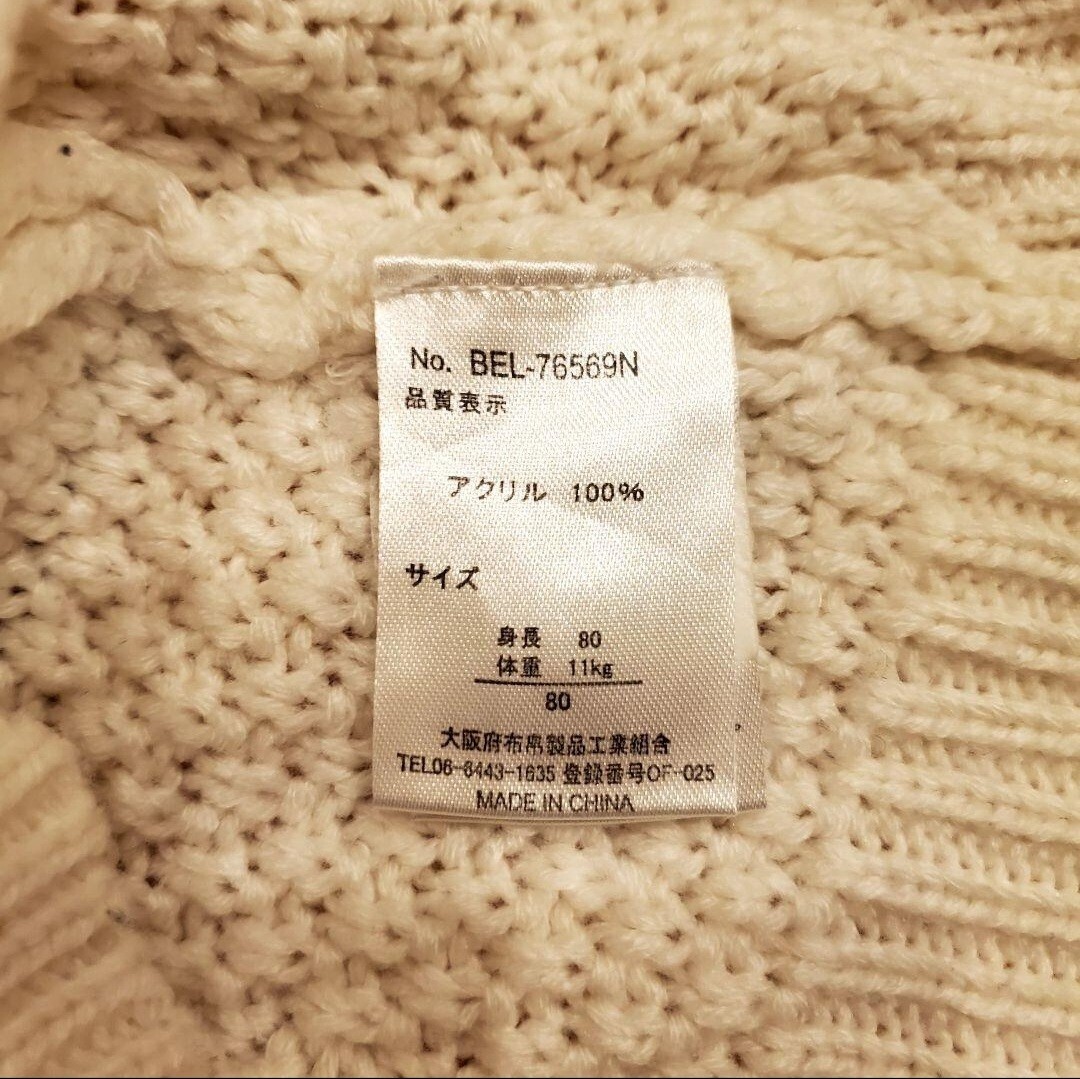 No. BEL-76569N
品質表示
アクリル 100%
サイズ
身長 80
体重 11kg
80
大阪府布帛製品工業組合
TEL06-6443-1635 登録番号OF-025
MADE IN CHINA